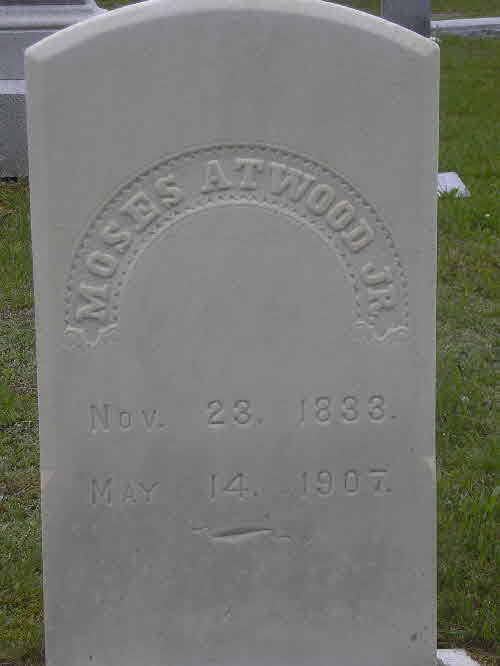 MOSES ATWOOD JR.
NOV. 23. 1833.
MAY 14. 1907.